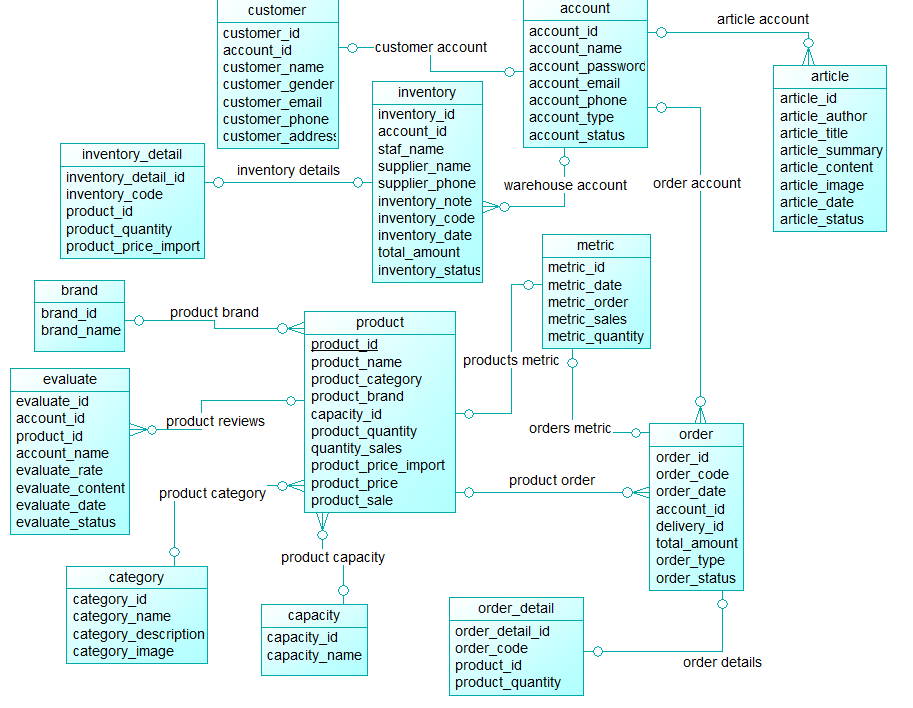 customer
customer_id
account_id
customer_name
customer_gender
customer_email
customer_phone
customer_address
customer account
account
account_id
account_name
account_password
account_email
account_phone
account_type
account_status
article account
article
article_id
article_author
article_title
article_summary
article_content
article_image
article_date
article_status
inventory
inventory_id
account_id
staf_name
supplier_name
supplier_phone
inventory_note
inventory_code
inventory_date
total_amount
inventory_status
inventory_detail
inventory_detail_id
inventory_code
product_id
product_quantity
product_price_import
inventory details
warehouse account
order account
metric
metric_id
metric_date
metric_order
metric_sales
metric_quantity
brand
brand_id
brand_name
product brand
product
product_id
product_name
product_category
product_brand
capacity_id
product_quantity
quantity_sales
product_price_import
product_price
product_sale
products metric
orders metric
evaluate
evaluate_id
account_id
product_id
account_name
evaluate_rate
evaluate_content
evaluate_date
evaluate_status
product reviews
product category
product order
order
order_id
order_code
order_date
account_id
delivery_id
total_amount
order_type
order_status
product capacity
category
category_id
category_name
category_description
category_image
capacity
capacity_id
capacity_name
order_detail
order_detail_id
order_code
product_id
product_quantity
order details